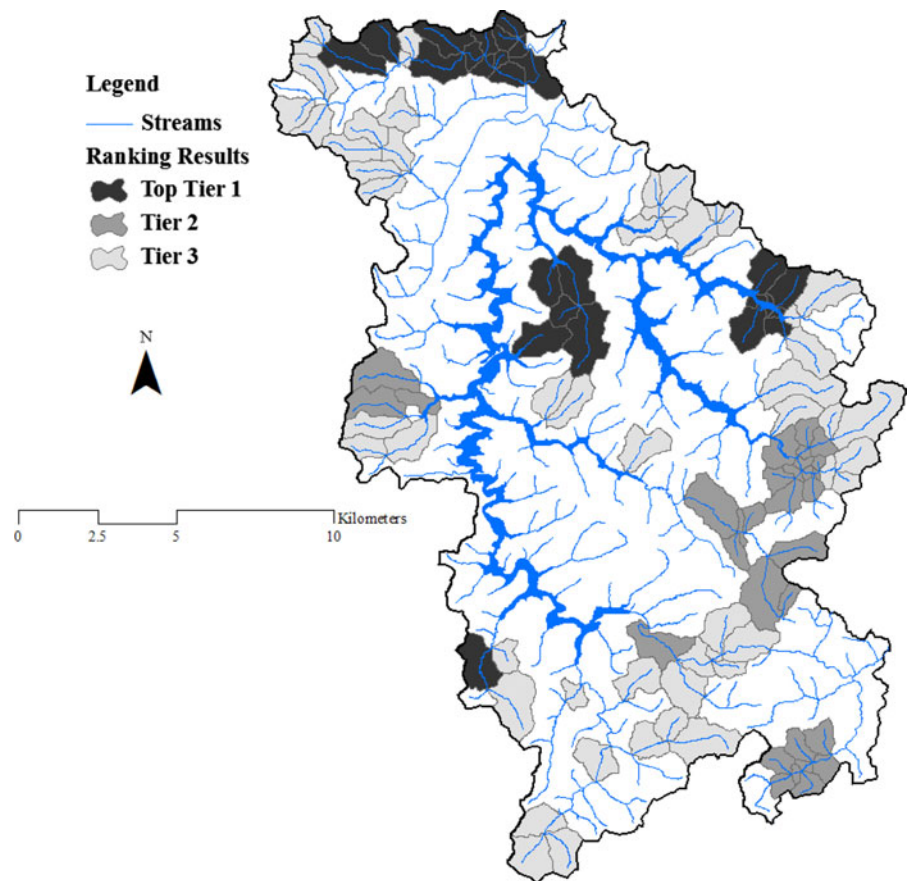 Legend
Streams
Ranking Results
Top Tier 1
Tier 2
Tier 3
N
Kilometers
0 2.5 5 10